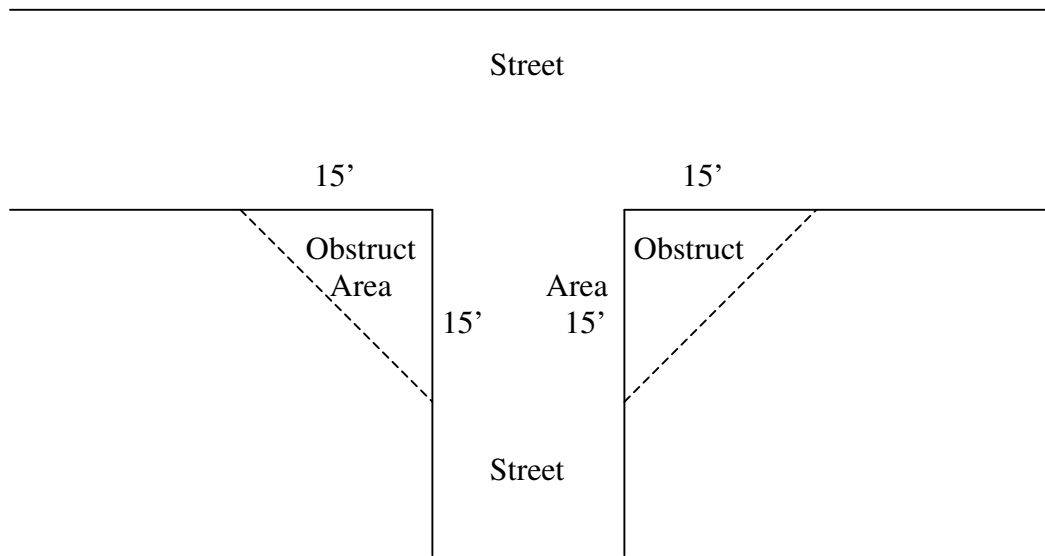 Street
15’ 15’
Obstruct Obstruct
Area Area
15’ 15’
Street